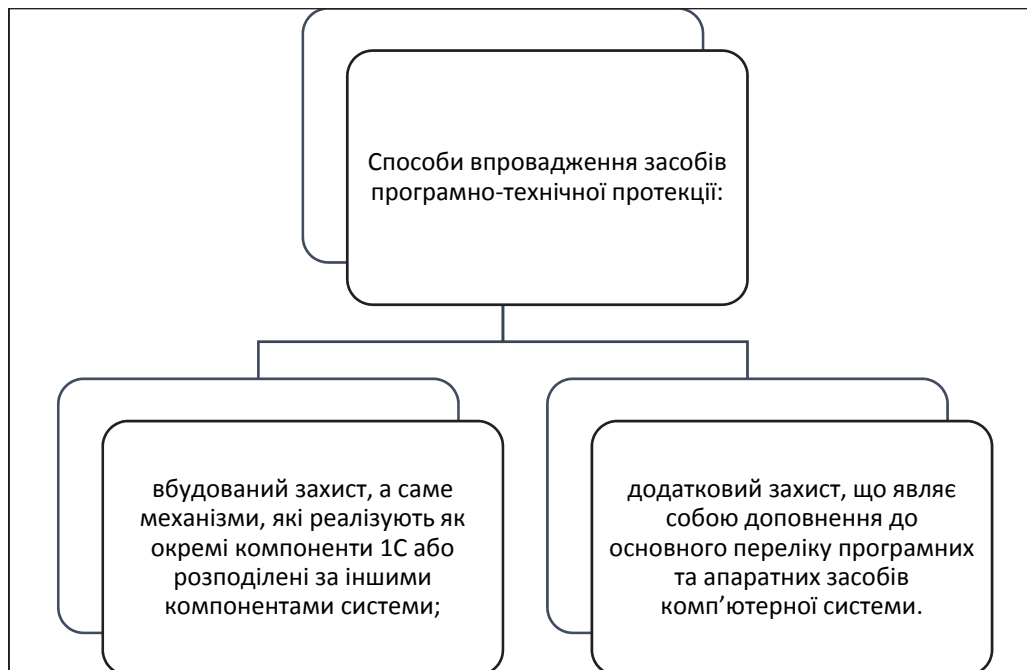 Способи впровадження засобів
програмно-технічної протекції:
вбудований захист, а саме
механізми, які реалізують як
окремі компоненти 1С або
розподілені за іншими
компонентами системи;
додатковий захист, що являє
собою доповнення до
основного переліку програмних
та апаратних засобів
комп’ютерної системи.